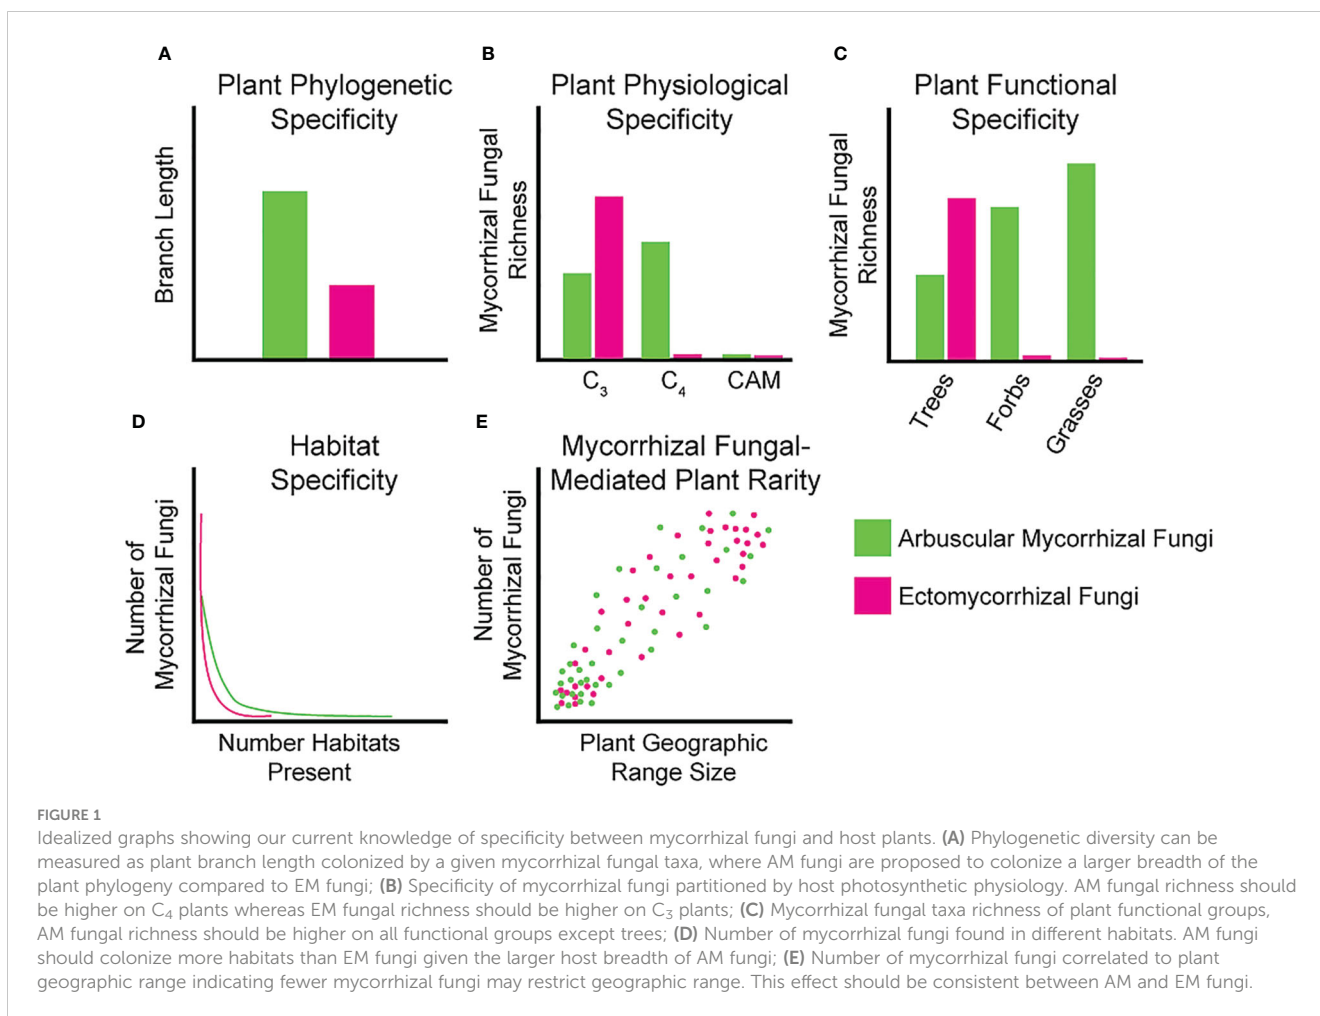 A
Plant Phylogenetic
Specificity
Branch Length
B
Plant Physiological
Specificity
Mycorrhizal Fungal
Richness
C3
C4
CAM
C
Plant Functional
Specificity
Mycorrhizal Fungal
Richness
Trees
Forbs
Grasses
D
Habitat
Specificity
Number of
Mycorrhizal Fungi
Number Habitats
Present
E
Mycorrhizal Fungal-
Mediated Plant Rarity
Number of
Mycorrhizal Fungi
Plant Geographic
Range Size
Arbuscular Mycorrhizal Fungi
Ectomycorrhizal Fungi
FIGURE 1
Idealized graphs showing our current knowledge of specificity between mycorrhizal fungi and host plants. (A) Phylogenetic diversity can be
measured as plant branch length colonized by a given mycorrhizal fungal taxa, where AM fungi are proposed to colonize a larger breadth of the
plant phylogeny compared to EM fungi; (B) Specificity of mycorrhizal fungi partitioned by host photosynthetic physiology. AM fungal richness should
be higher on C4 plants whereas EM fungal richness should be higher on C3 plants; (C) Mycorrhizal fungal taxa richness of plant functional groups,
AM fungal richness should be higher on all functional groups except trees; (D) Number of mycorrhizal fungi found in different habitats. AM fungi
should colonize more habitats than EM fungi given the larger host breadth of AM fungi; (E) Number of mycorrhizal fungi correlated to plant
geographic range indicating fewer mycorrhizal fungi may restrict geographic range. This effect should be consistent between AM and EM fungi.